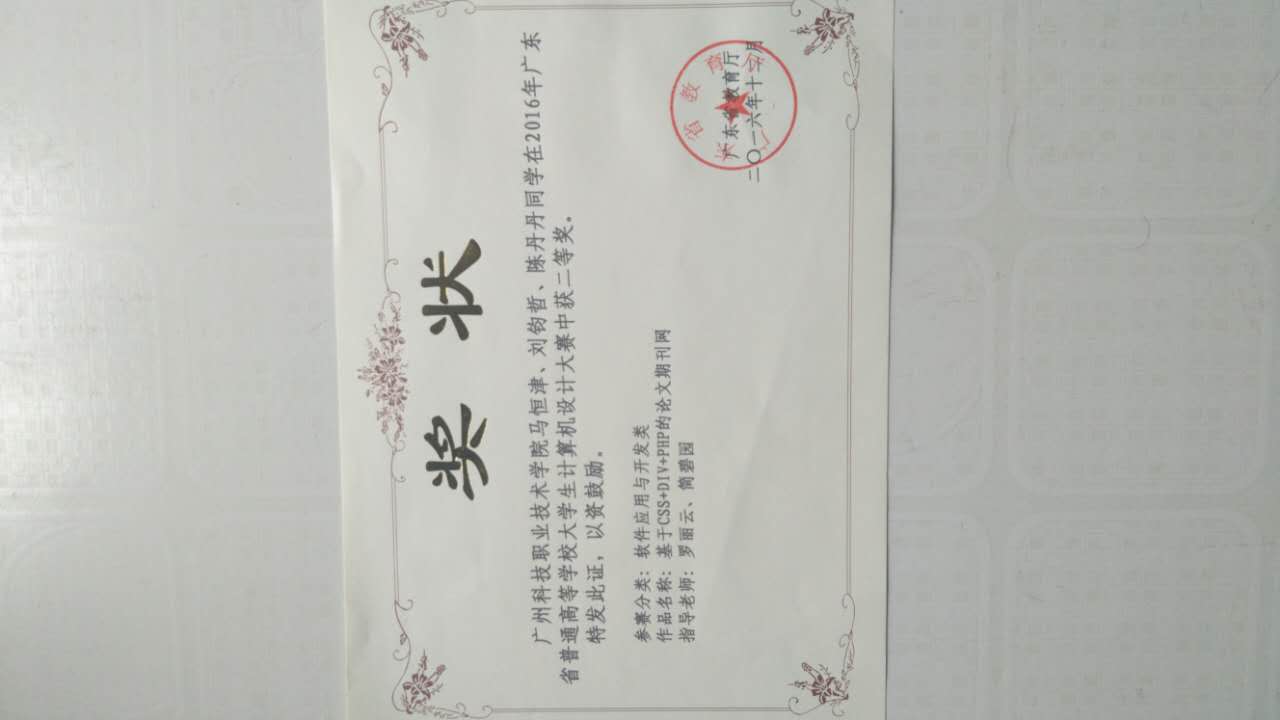 奖状
广州科技职业技术学院马恒津、刘钧哲、陈丹丹同学在2016年广东
省普通高等学校大学生计算机设计大赛中获二等奖。
特发此证，以资鼓励。
参赛分类：软件应用与开发类
作品名称：基于CSS+DIV+PHP的论文期刊网
指导老师：罗丽云、简碧园
广东省教育厅
二〇一六年十二月